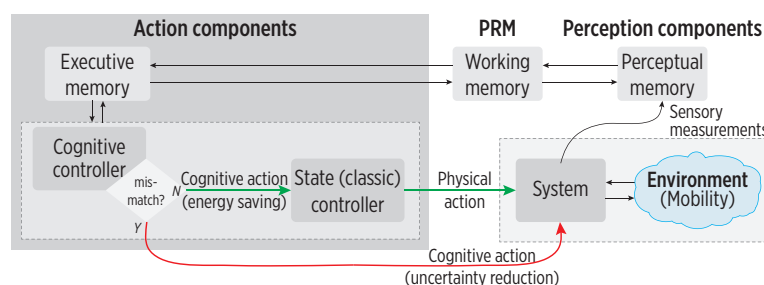 Action components
PRM
Perception components
Executive
memory
Working
memory
Perceptual
memory
Sensory
measurements
Cognitive
controller
mis-
match?
N
Y
Cognitive action
(energy saving)
State (classic)
controller
Physical
action
System
Environment
(Mobility)
Cognitive action
(uncertainty reduction)